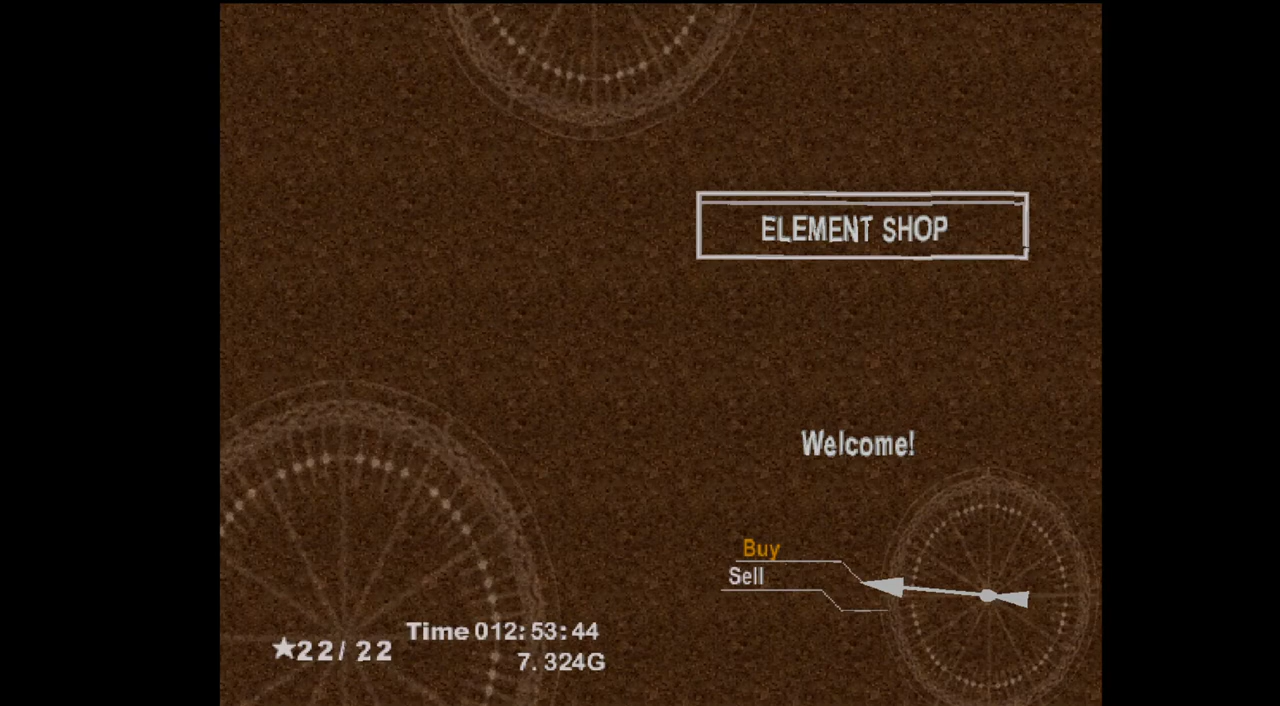 ELEMENT SHOP
Welcome!
Buy
Sell
Time 012:53:44
★22/ 22
7. 324G